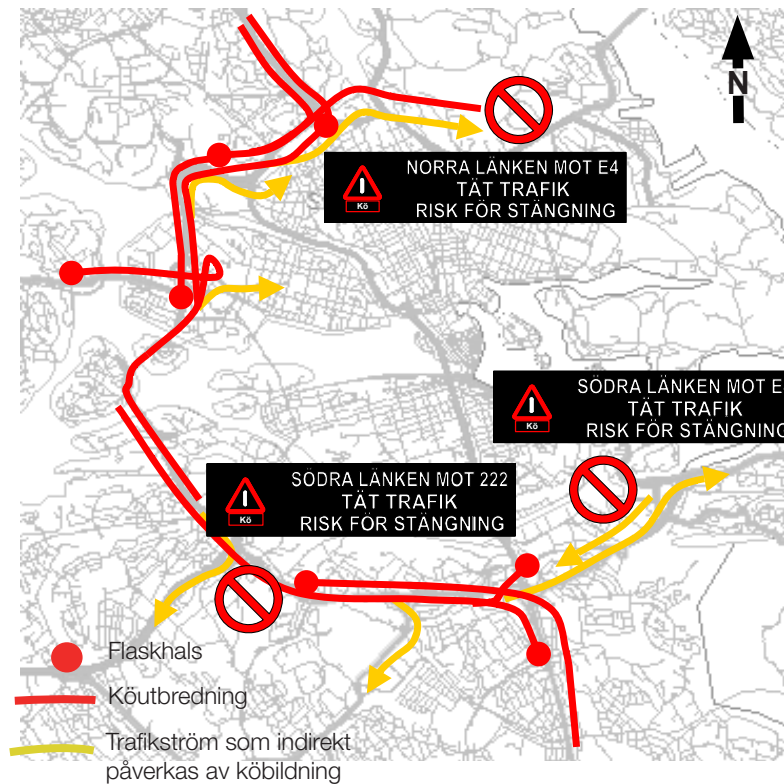 N
NORRA LÄNKEN MOT E4
TÄT TRAFIK
RISK FÖR STÄNGNING
Kö
SÖDRA LÄNKEN MOT E
TÄT TRAFIK
RISK FÖR STÄNGNING
Kö
SÖDRA LÄNKEN MOT 222
TÄT TRAFIK
RISK FÖR STÄNGNING
Kö
Flaskhals
Köutbredning
Trafikström som indirekt
påverkas av köbildning